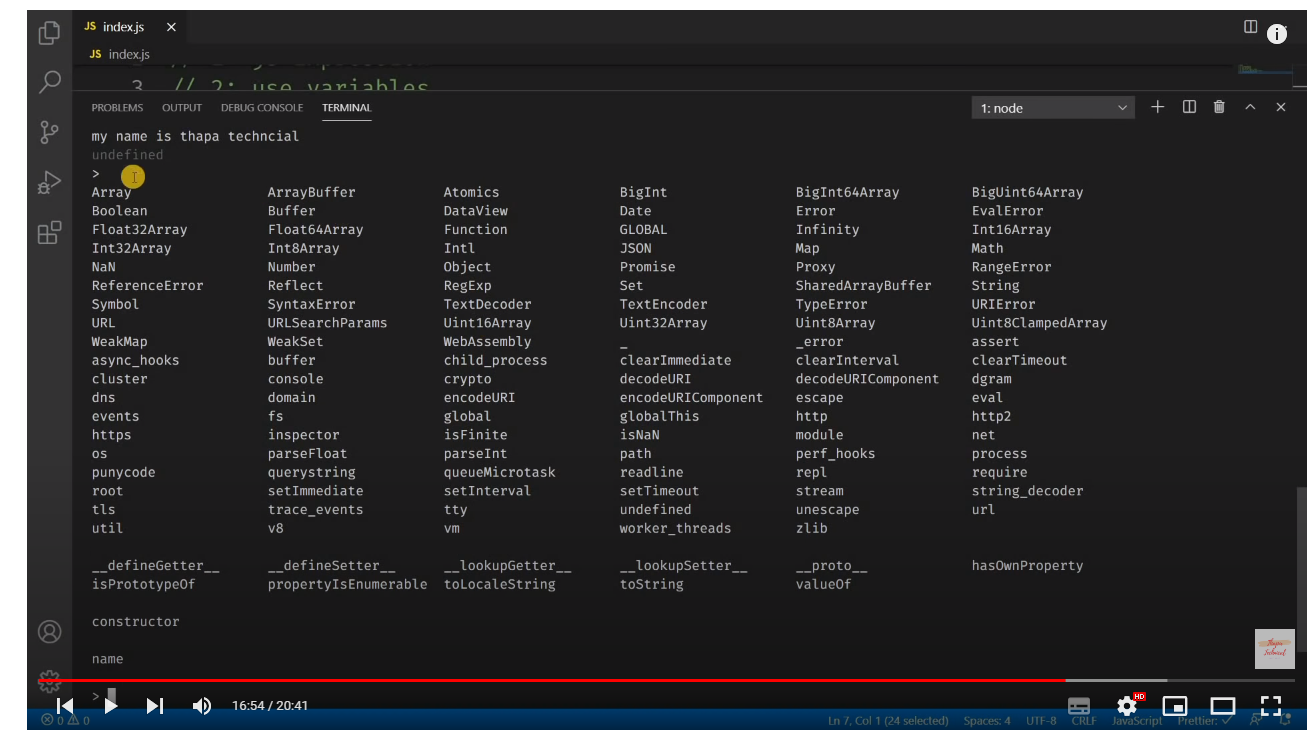 JS index.js ×
JS index.js
3 // 2: use variables
PROBLEMS OUTPUT DEBUG CONSOLE TERMINAL 1: node
my name is thapa techncial
undefined
>
Array ArrayBuffer Atomics BigInt BigInt64Array BigUint64Array
Boolean Buffer DataView Date Error EvalError
Float32Array Float64Array Function GLOBAL Infinity Int16Array
Int32Array Int8Array Intl JSON Map Math
NaN Number Object Promise Proxy RangeError
ReferenceError Reflect RegExp Set SharedArrayBuffer String
Symbol SyntaxError TextDecoder TextEncoder TypeError URIError
URL URLSearchParams Uint16Array Uint32Array Uint8Array Uint8ClampedArray
WeakMap WeakSet WebAssembly _ _error assert
async_hooks buffer child_process clearImmediate clearInterval clearTimeout
cluster console crypto decodeURI decodeURIComponent dgram
dns domain encodeURI encodeURIComponent escape eval
events fs global globalThis http http2
https inspector isFinite isNaN module net
os parseFloat parseInt path perf_hooks process
punycode querystring queueMicrotask readline repl require
root setImmediate setInterval setTimeout stream string_decoder
tls trace_events tty undefined unescape url
util v8 vm worker_threads zlib
__defineGetter__ __defineSetter__ __lookupGetter__ __lookupSetter__ __proto__ hasOwnProperty
isPrototypeOf propertyIsEnumerable toLocaleString toString valueOf
constructor
name
Thapa
Technical
>
16:54 / 20:41 HD
0 0 Ln 7, Col 1 (24 selected) Spaces: 4 UTF-8 CRLF JavaScript Prettier: ✓